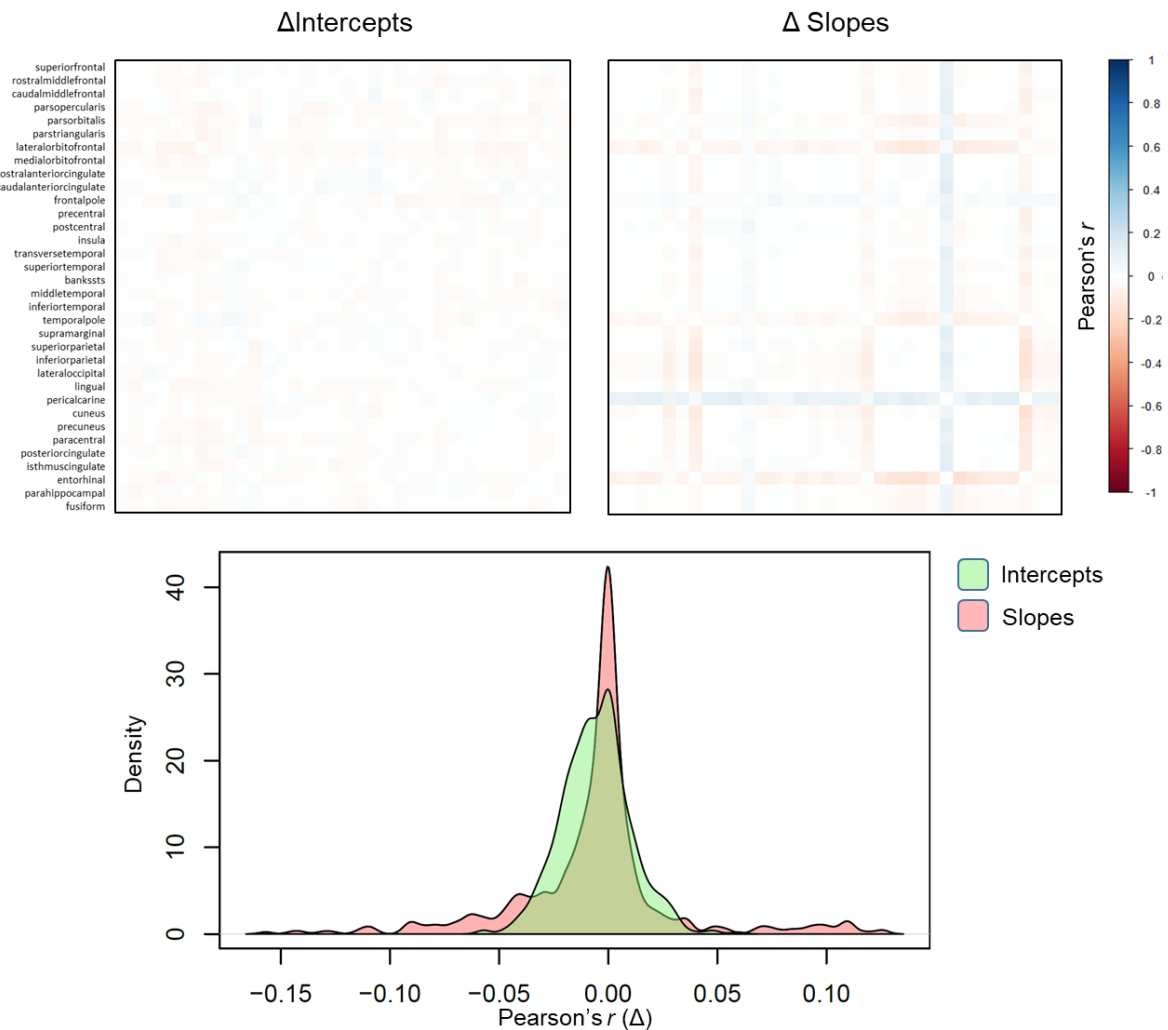 ΔIntercepts
Δ Slopes
superiorfrontal
rostralmiddlefrontal
caudalmiddlefrontal
parsopercularis
parsorbitalis
parstriangularis
lateralorbitofrontal
medialorbitofrontal
ostralanteriorcingulate
caudalanteriorcingulate
frontalpole
precentral
postcentral
insula
transversetemporal
superiortemporal
bankssts
middletemporal
inferiortemporal
temporalpole
supramarginal
superiorparietal
inferiorparietal
lateraloccipital
lingual
pericalcarine
cuneus
precuneus
paracentral
posteriorcingulate
isthmuscingulate
entorhinal
parahippocampal
fusiform
Pearson's r
1
0.8
0.6
0.4
0.2
0
-0.2
-0.4
-0.6
-0.8
-1
Intercepts
Slopes
Density
40
30
20
10
0
−0.15 −0.10 −0.05 0.00 0.05 0.10
Pearson's r (Δ)